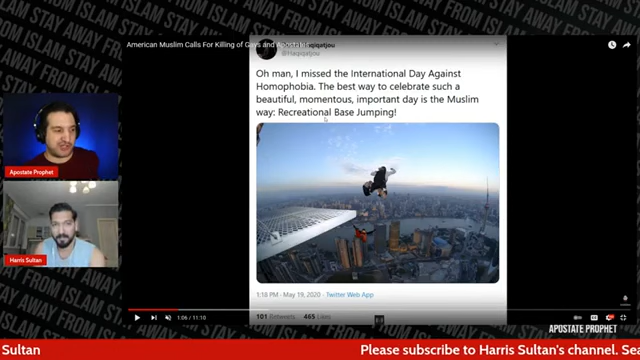 American Muslim Calls For Killing of Gays and Apostates
@Haqiqatjou
Oh man, I missed the International Day Against
Homophobia. The best way to celebrate such a
beautiful, momentous, important day is the Muslim
way: Recreational Base Jumping!
Apostate Prophet
Harris Sultan
1:18 PM · May 19, 2020 · Twitter Web App
101 Retweets 465 Likes
1:06 / 11:10
APOSTATE PROPHET
Sultan
Please subscribe to Harris Sultan's channel. Sea
ISLAM STAY AWAY FROM ISLAM